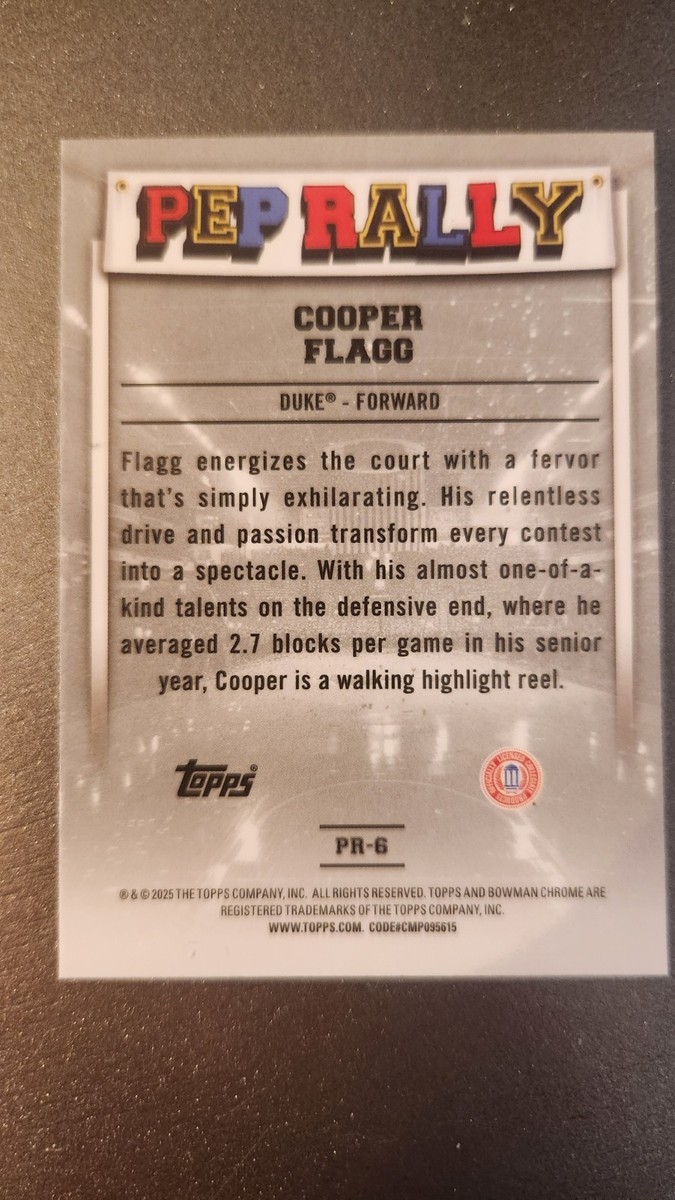 PEP RALLY
COOPER
FLAGG
DUKE® - FORWARD
Flagg energizes the court with a fervor
that's simply exhilarating. His relentless
drive and passion transform every contest
into a spectacle. With his almost one-of-a-
kind talents on the defensive end, where he
averaged 2.7 blocks per game in his senior
year, Cooper is a walking highlight reel.
Topps®
OFFICIALLY LICENSED COLLEGIATE PRODUCTS
PR-6
® & © 2025 THE TOPPS COMPANY, INC. ALL RIGHTS RESERVED. TOPPS AND BOWMAN CHROME ARE
REGISTERED TRADEMARKS OF THE TOPPS COMPANY, INC.
WWW.TOPPS.COM. CODE#CMP095615